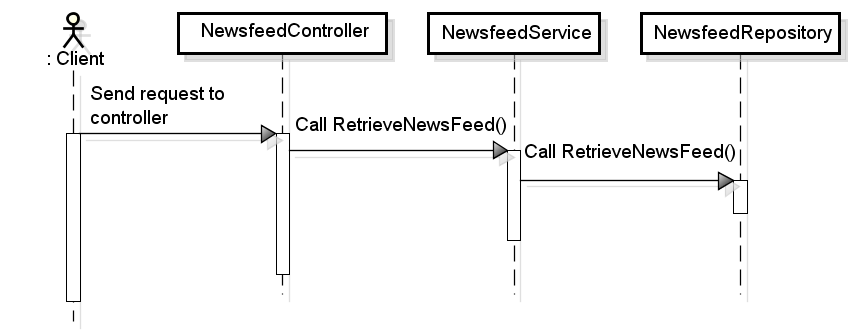 NewsfeedController
NewsfeedService
NewsfeedRepository
: Client
Send request to
controller
Call RetrieveNewsFeed()
Call RetrieveNewsFeed()